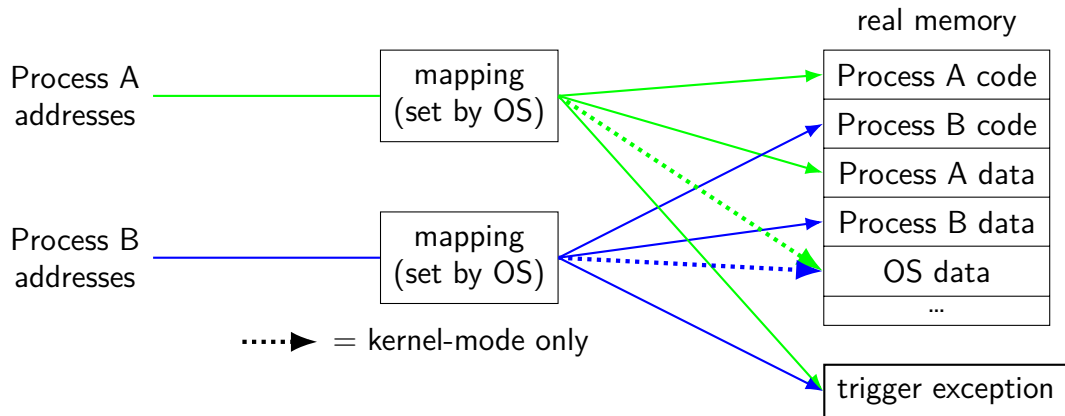 real memory
Process A
addresses
mapping
(set by OS)
Process A code
Process B code
Process A data
Process B
addresses
mapping
(set by OS)
Process B data
OS data
...
= kernel-mode only
trigger exception